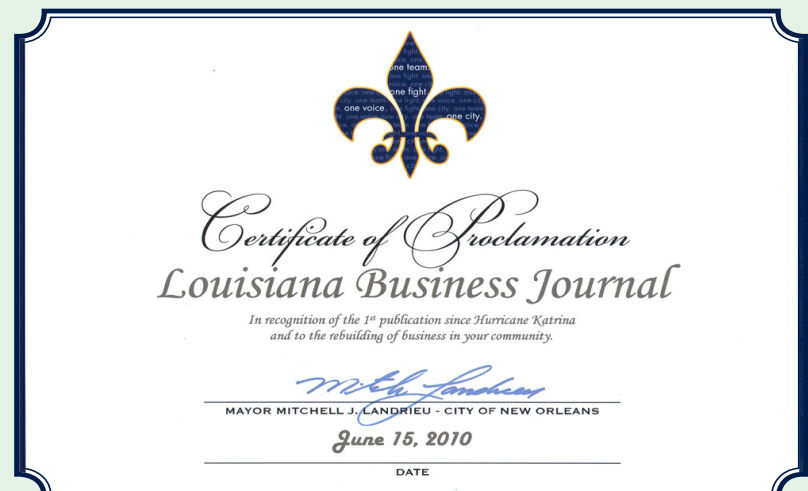 one team.
one fight.
one voice.
one city.
Certificate of Proclamation
Louisiana Business Journal
In recognition of the 1st publication since Hurricane Katrina
and to the rebuilding of business in your community.
Mitch Landrieu
MAYOR MITCHELL J. LANDRIEU - CITY OF NEW ORLEANS
June 15, 2010
DATE